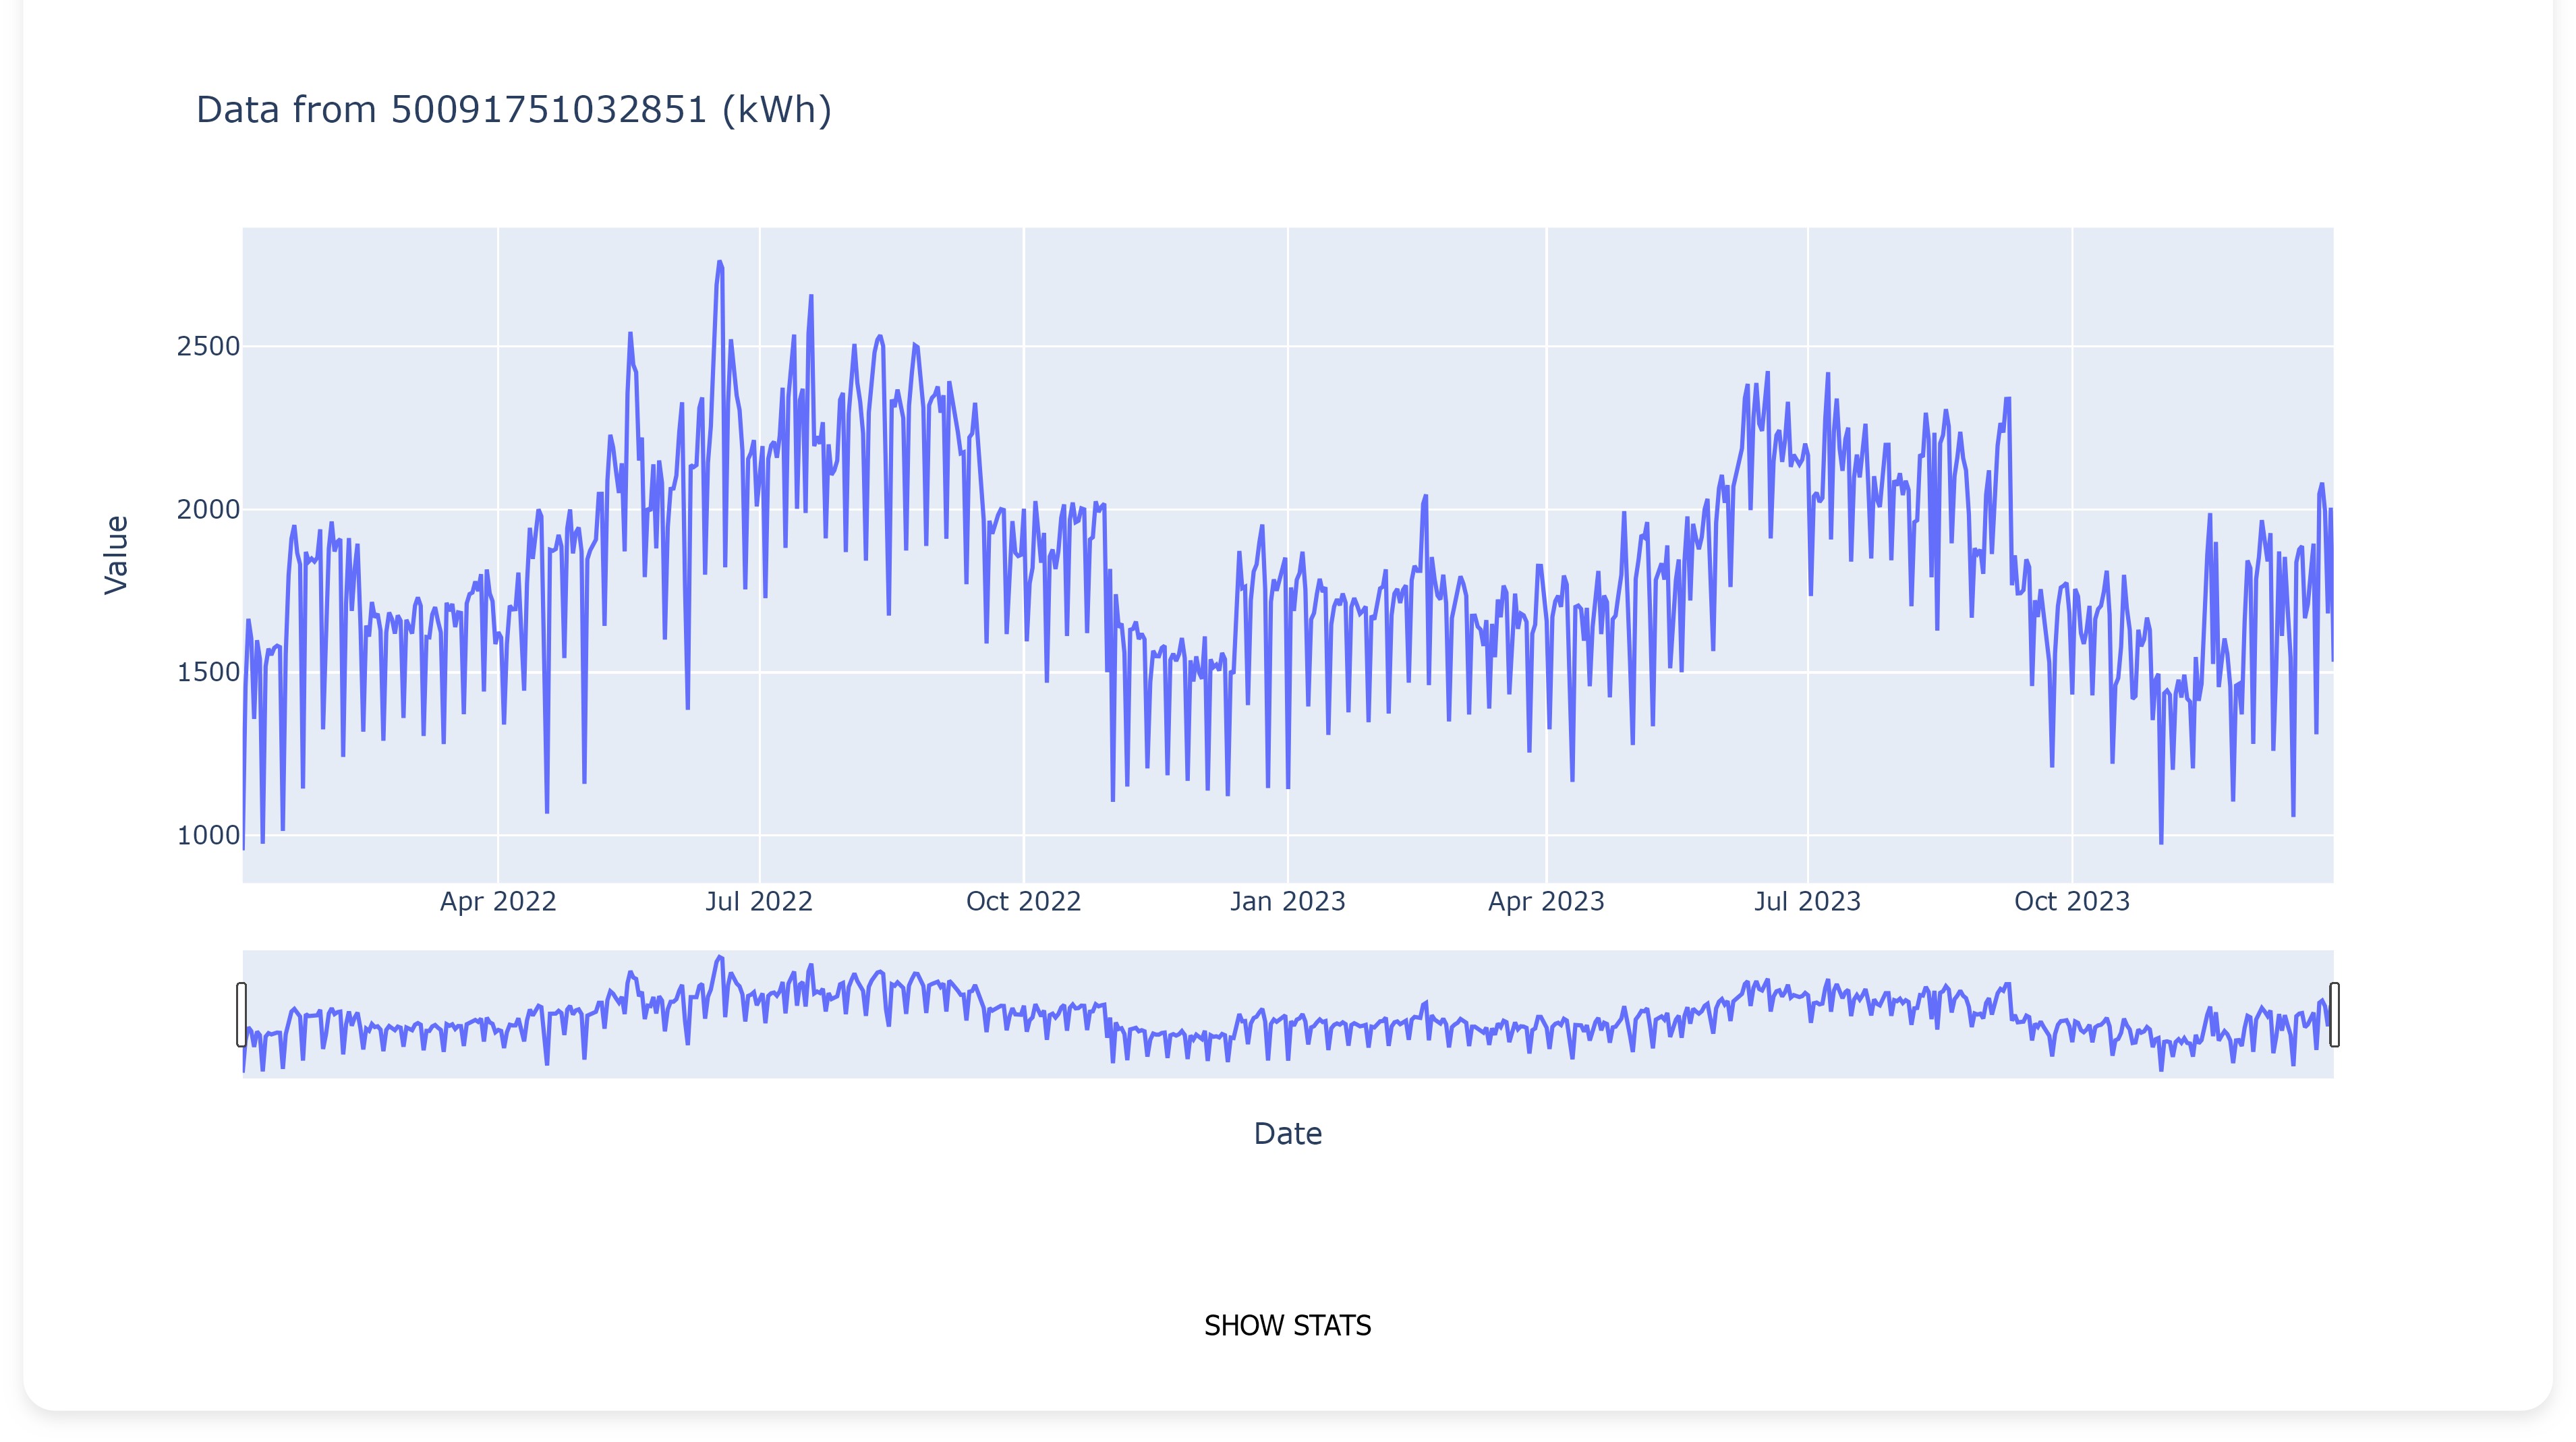 Data from 50091751032851 (kWh)
Value
2500
2000
1500
1000
Apr 2022
Jul 2022
Oct 2022
Jan 2023
Apr 2023
Jul 2023
Oct 2023
Date
SHOW STATS